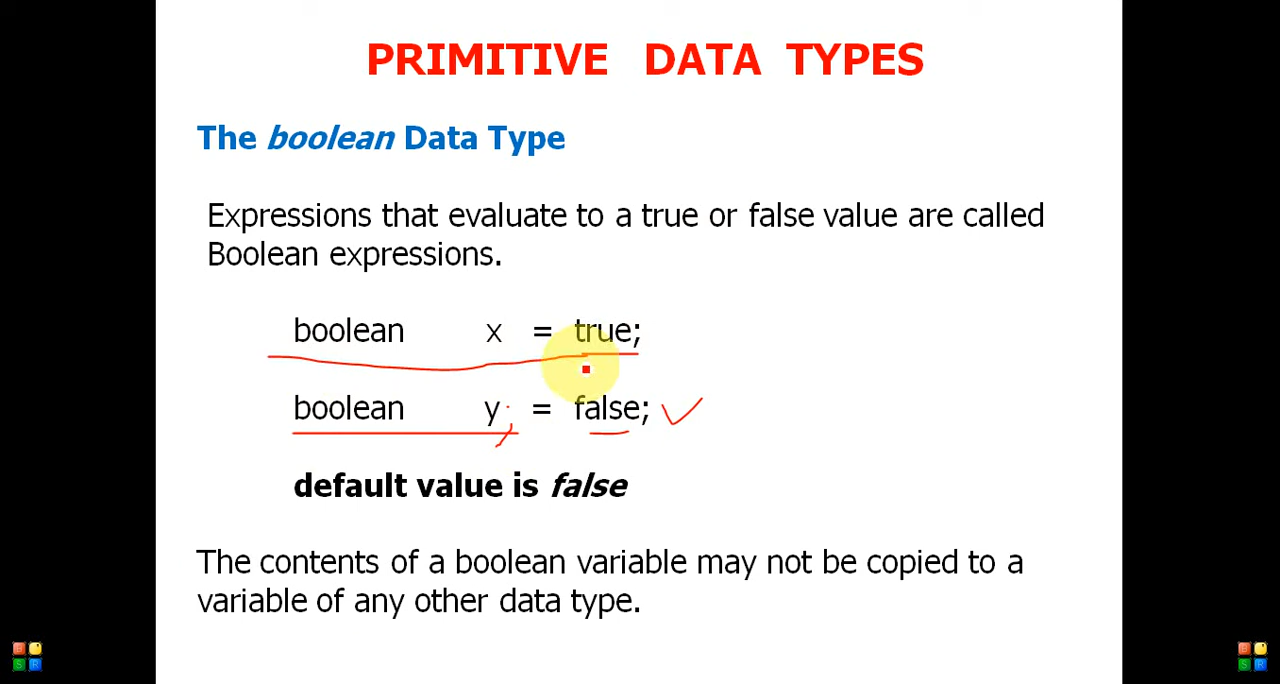 PRIMITIVE DATA TYPES
The boolean Data Type
Expressions that evaluate to a true or false value are called
Boolean expressions.
boolean x = true;
boolean y; = false;
default value is false
The contents of a boolean variable may not be copied to a
variable of any other data type.
B
S R
B
S R